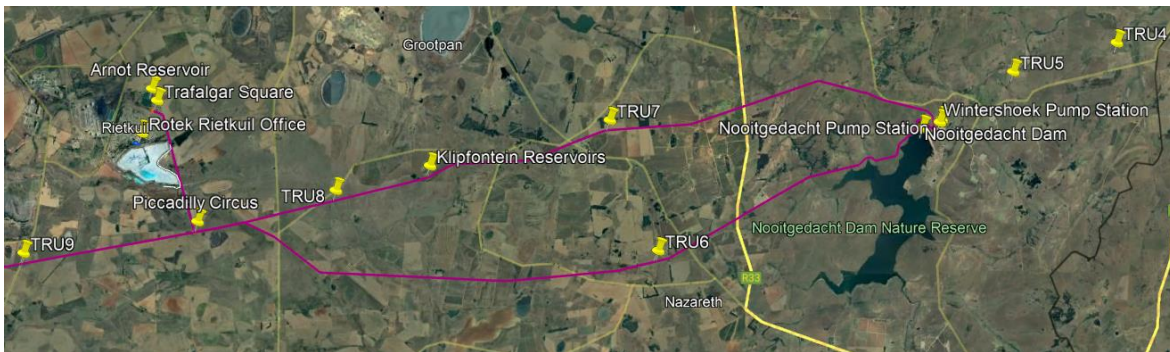 TRU4
Grootpan
TRU5
Arnot Reservoir
Trafalgar Square
Wintershoek Pump Station
TRU7
Rietkuil
Rotek Rietkuil Office
Nooitgedacht Pump Station
Nooitgedacht Dam
Klipfontein Reservoirs
TRU8
Piccadilly Circus
Nooitgedacht Dam Nature Reserve
TRU9
TRU6
R33
Nazareth